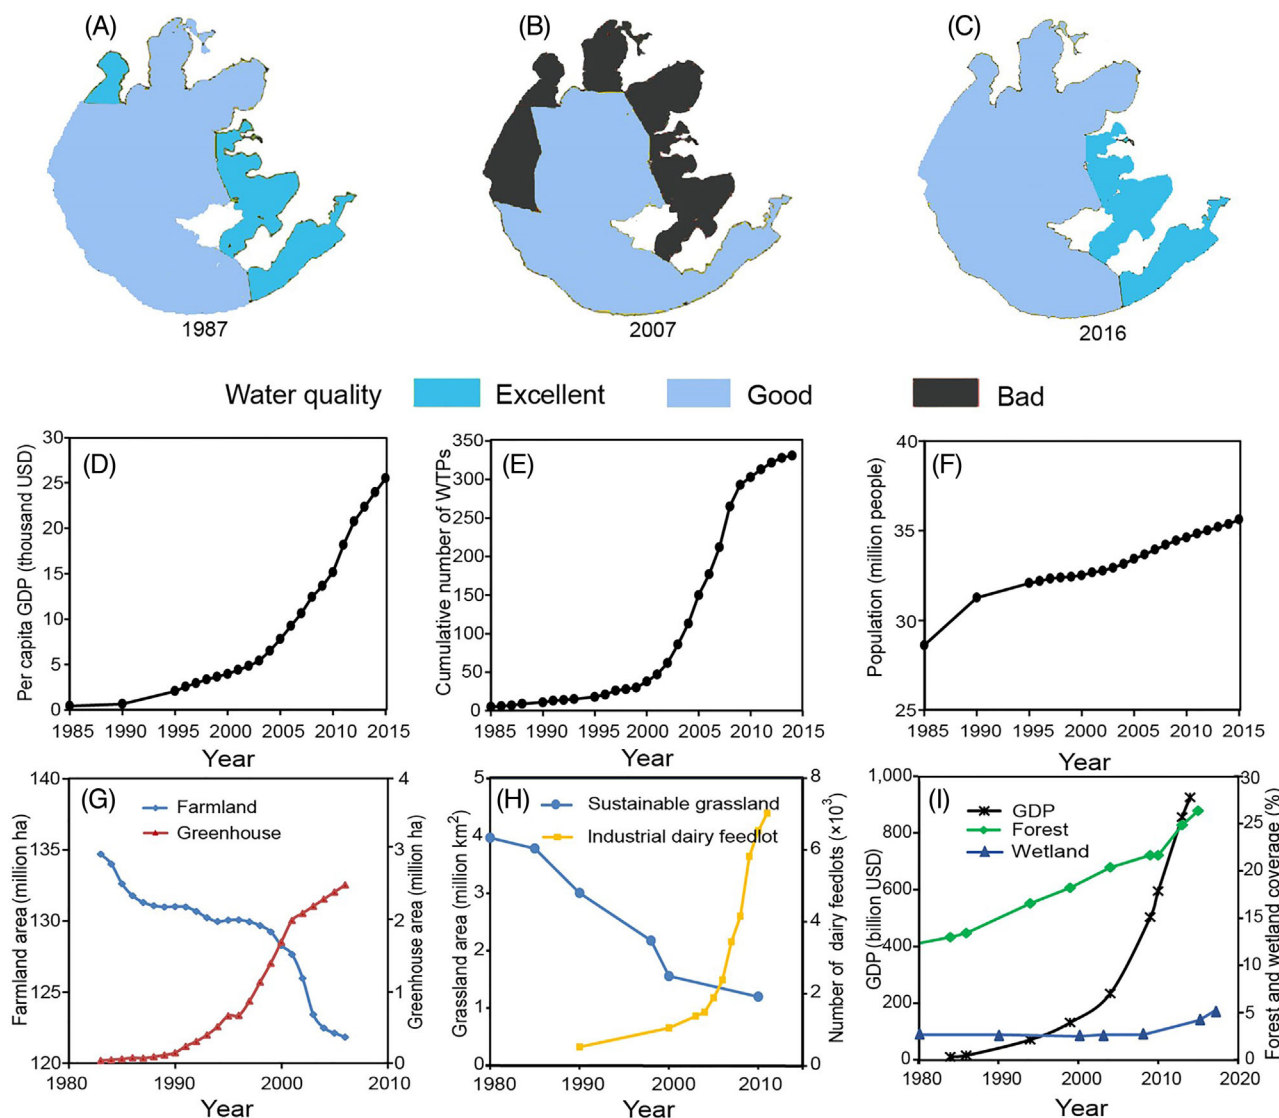 (A)
(B)
(C)
1987
2007
2016
Water quality
Excellent
Good
Bad
(D)
Per capita GDP (thousand USD)
30
25
20
15
10
5
0
1985 1990 1995 2000 2005 2010 2015
Year
(E)
Cumulative number of WTPs
350
300
250
200
150
100
50
0
1985 1990 1995 2000 2005 2010 2015
Year
(F)
Population (million people)
40
35
30
25
1985 1990 1995 2000 2005 2010 2015
Year
(G)
Farmland
Greenhouse
Farmland area (million ha)
140
135
130
125
120
Greenhouse area (million ha)
4
3
2
1
0
1980 1990 2000 2010
Year
(H)
Sustainable grassland
Industrial dairy feedlot
Grassland area (million km²)
5
4
3
2
1
0
Number of dairy feedlots (×10³)
8
6
4
2
0
1980 1990 2000 2010
Year
(I)
GDP
Forest
Wetland
GDP (billion USD)
1,000
800
600
400
200
0
Forest and wetland coverage (%)
30
25
20
15
10
5
0
1980 1990 2000 2010 2020
Year